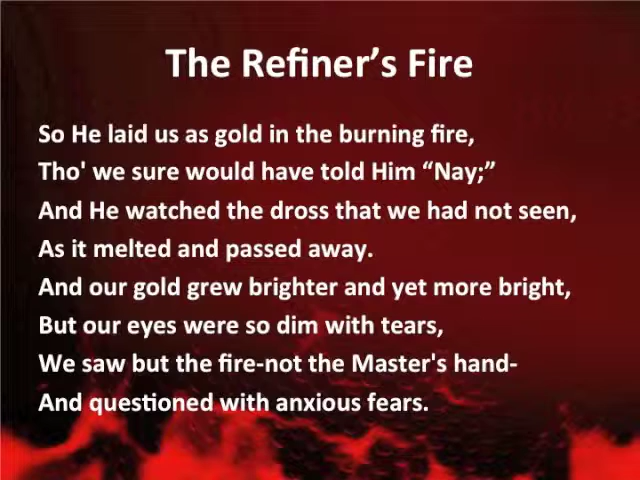 The Refiner’s Fire
So He laid us as gold in the burning fire,
Tho' we sure would have told Him “Nay;”
And He watched the dross that we had not seen,
As it melted and passed away.
And our gold grew brighter and yet more bright,
But our eyes were so dim with tears,
We saw but the fire-not the Master's hand-
And questioned with anxious fears.